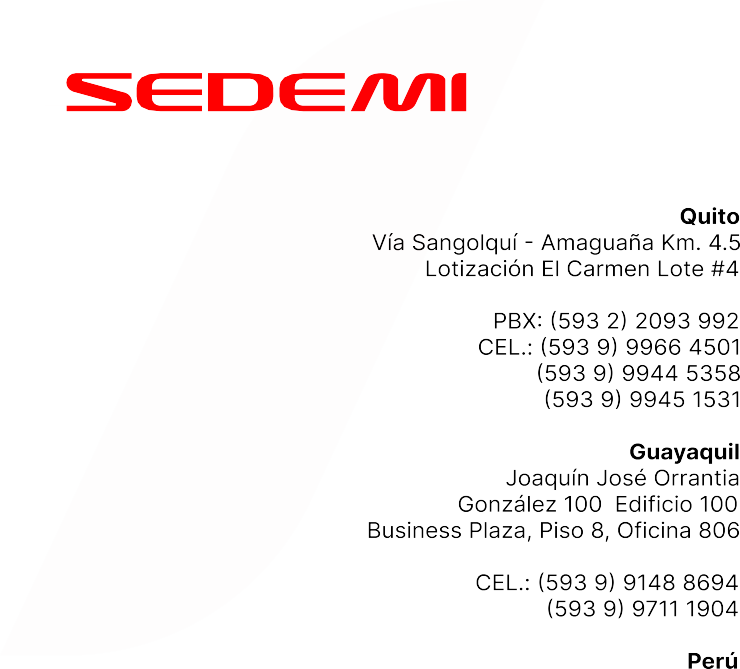 SEDEMI
Quito
Vía Sangolquí - Amaguaña Km. 4.5
Lotización El Carmen Lote #4
PBX: (593 2) 2093 992
CEL.: (593 9) 9966 4501
(593 9) 9944 5358
(593 9) 9945 1531
Guayaquil
Joaquín José Orrantia
González 100 Edificio 100
Business Plaza, Piso 8, Oficina 806
CEL.: (593 9) 9148 8694
(593 9) 9711 1904
Perú